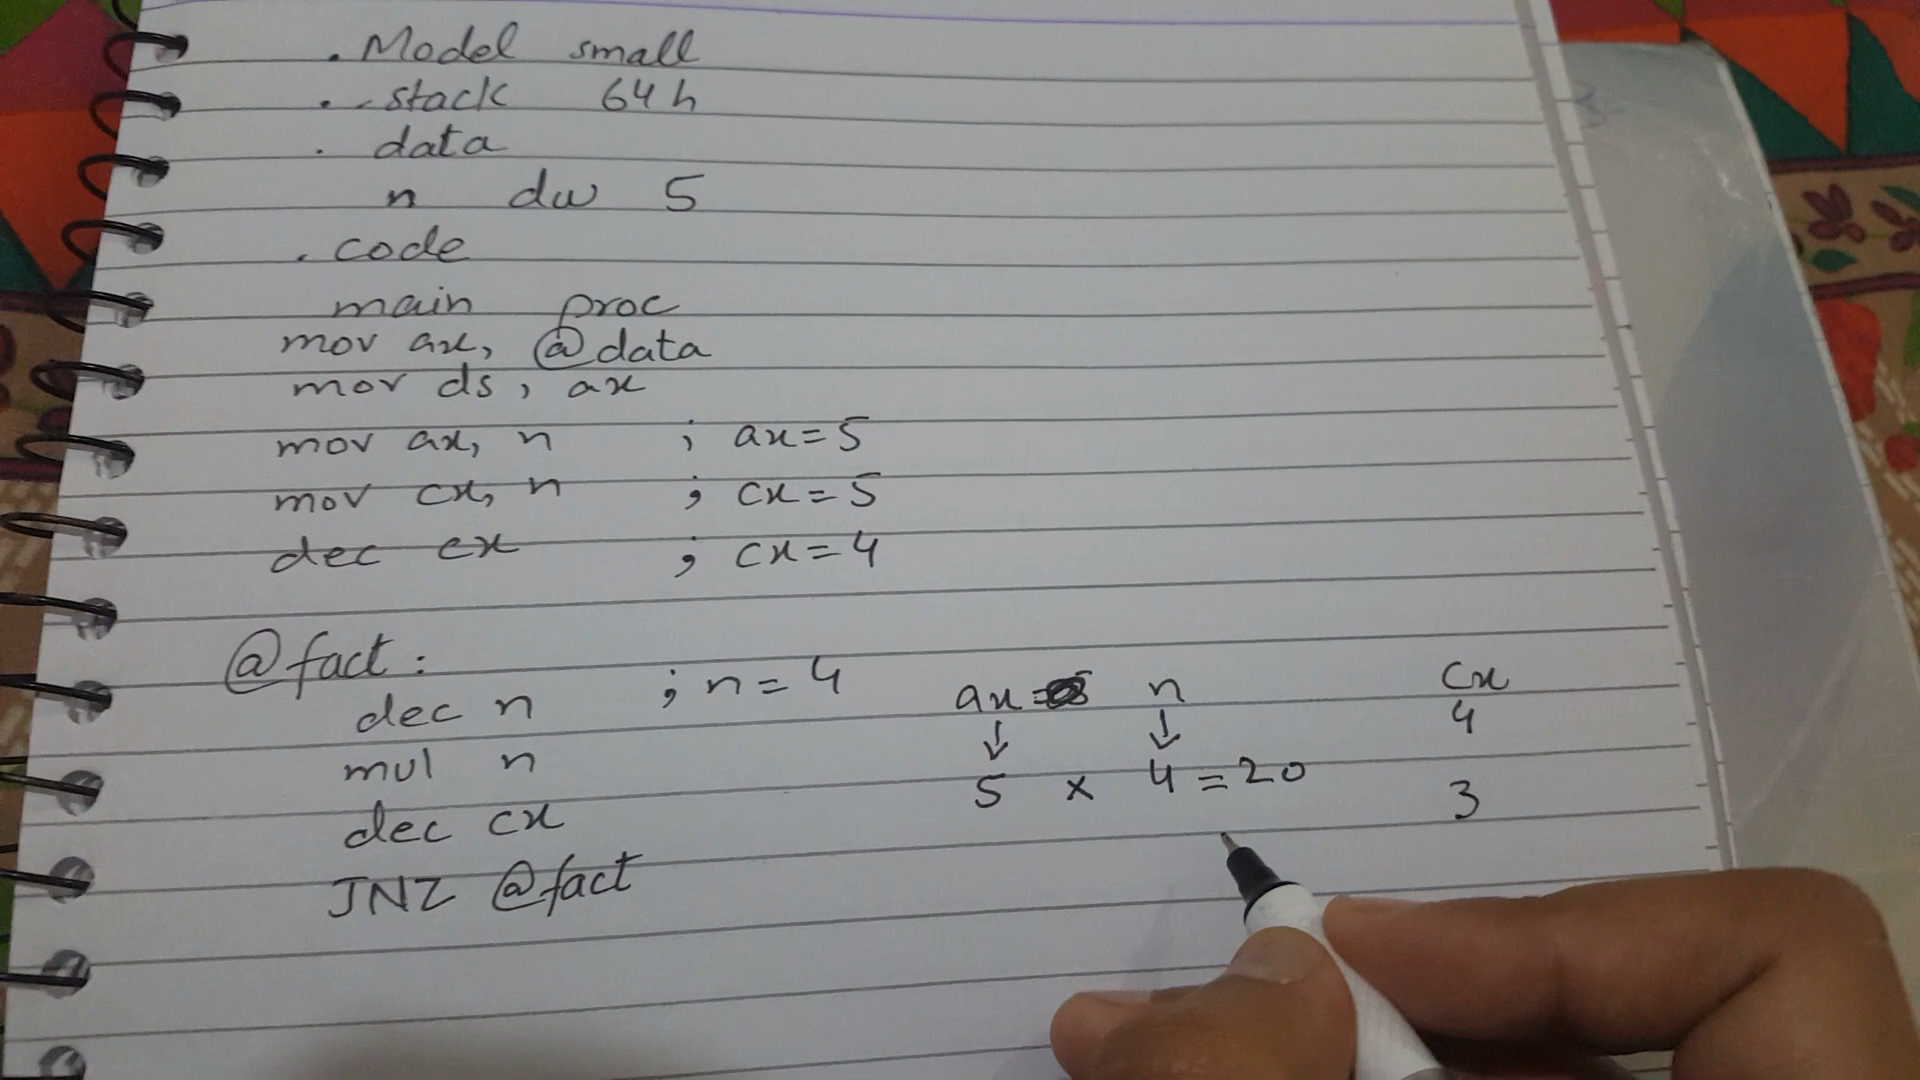 .Model small
.stack 64h
.data
n dw 5
.code
main proc
mov ax, @data
mov ds, ax
mov ax, n ; ax=5
mov cx, n ; cx=5
dec cx ; cx=4
@fact:
dec n ; n=4
mul n
dec cx
JNZ @fact
ax= n cx
↓ ↓ 4
5 x 4=20 3